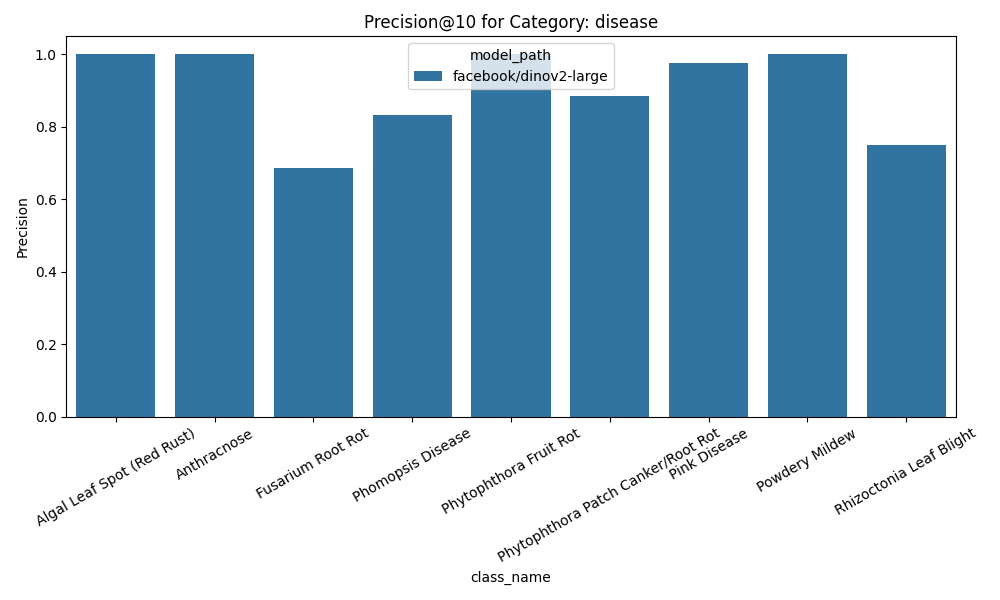 Precision@10 for Category: disease
model_path
facebook/dinov2-large
Precision
1.0
0.8
0.6
0.4
0.2
0.0
Algal Leaf Spot (Red Rust)
Anthracnose
Fusarium Root Rot
Phomopsis Disease
Phytophthora Fruit Rot
Phytophthora Patch Canker/Root Rot
Pink Disease
Powdery Mildew
Rhizoctonia Leaf Blight
class_name